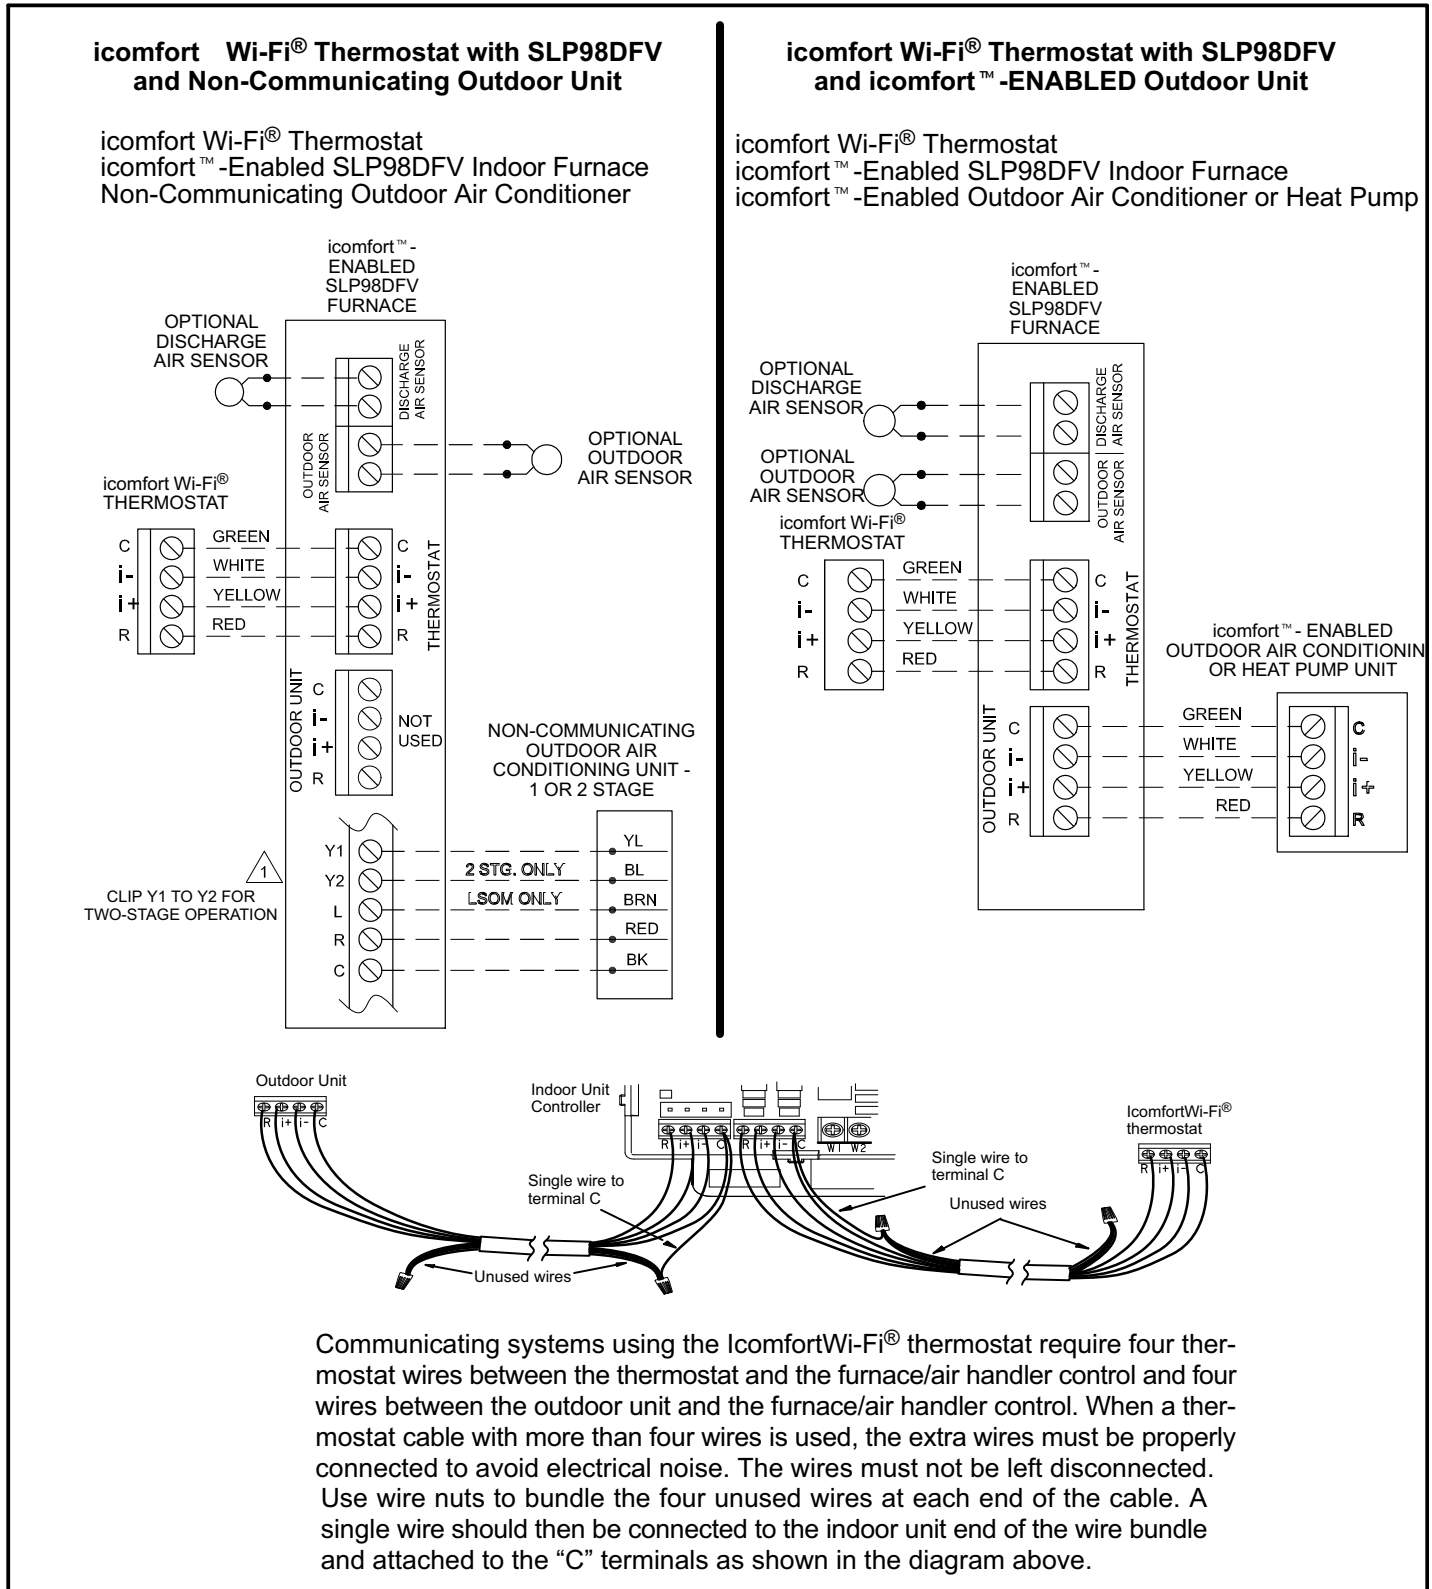 icomfort Wi-Fi® Thermostat with SLP98DFV
and Non-Communicating Outdoor Unit
icomfort Wi-Fi® Thermostat
icomfort™-Enabled SLP98DFV Indoor Furnace
Non-Communicating Outdoor Air Conditioner
icomfort™-
ENABLED
SLP98DFV
FURNACE
OPTIONAL
DISCHARGE
AIR SENSOR
DISCHARGE
AIR SENSOR
OUTDOOR
AIR SENSOR
OPTIONAL
OUTDOOR
AIR SENSOR
icomfort Wi-Fi®
THERMOSTAT
C GREEN C
i- WHITE i-
i+ YELLOW i+
R RED R
THERMOSTAT
OUTDOOR UNIT
C
i-
i+
R
NOT
USED
NON-COMMUNICATING
OUTDOOR AIR
CONDITIONING UNIT -
1 OR 2 STAGE
1
CLIP Y1 TO Y2 FOR
TWO-STAGE OPERATION
Y1 YL
Y2 2 STG. ONLY BL
L LSOM ONLY BRN
R RED
C BK
icomfort Wi-Fi® Thermostat with SLP98DFV
and icomfort™-ENABLED Outdoor Unit
icomfort Wi-Fi® Thermostat
icomfort™-Enabled SLP98DFV Indoor Furnace
icomfort™-Enabled Outdoor Air Conditioner or Heat Pump
icomfort™-
ENABLED
SLP98DFV
FURNACE
OPTIONAL
DISCHARGE
AIR SENSOR
DISCHARGE
AIR SENSOR
OPTIONAL
OUTDOOR
AIR SENSOR
OUTDOOR
AIR SENSOR
icomfort Wi-Fi®
THERMOSTAT
C GREEN C
i- WHITE i-
i+ YELLOW i+
R RED R
THERMOSTAT
icomfort™- ENABLED
OUTDOOR AIR CONDITIONIN
OR HEAT PUMP UNIT
OUTDOOR UNIT
C GREEN C
i- WHITE i-
i+ YELLOW i+
R RED R
Outdoor Unit
R i+ i- C
Indoor Unit
Controller
R i+ i- C R i+ i- C W1 W2
IcomfortWi-Fi®
thermostat
R i+ i- C
Single wire to
terminal C
Unused wires
Single wire to
terminal C
Unused wires
Communicating systems using the IcomfortWi-Fi® thermostat require four ther-
mostat wires between the thermostat and the furnace/air handler control and four
wires between the outdoor unit and the furnace/air handler control. When a ther-
mostat cable with more than four wires is used, the extra wires must be properly
connected to avoid electrical noise. The wires must not be left disconnected.
Use wire nuts to bundle the four unused wires at each end of the cable. A
single wire should then be connected to the indoor unit end of the wire bundle
and attached to the “C” terminals as shown in the diagram above.